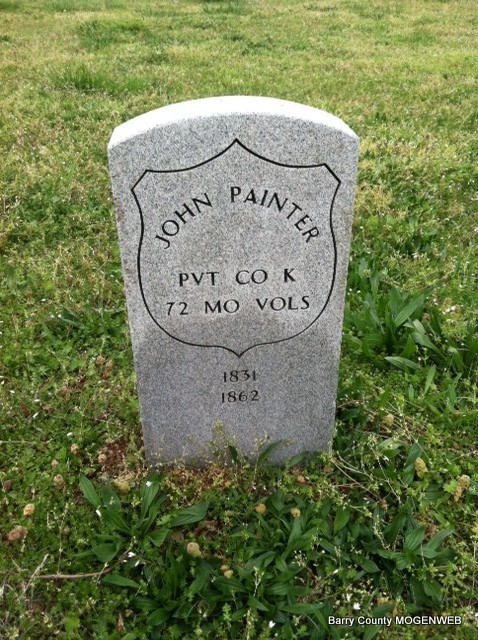 JOHN PAINTER
PVT CO K
72 MO VOLS
1831
1862
Barry County MOGENWEB